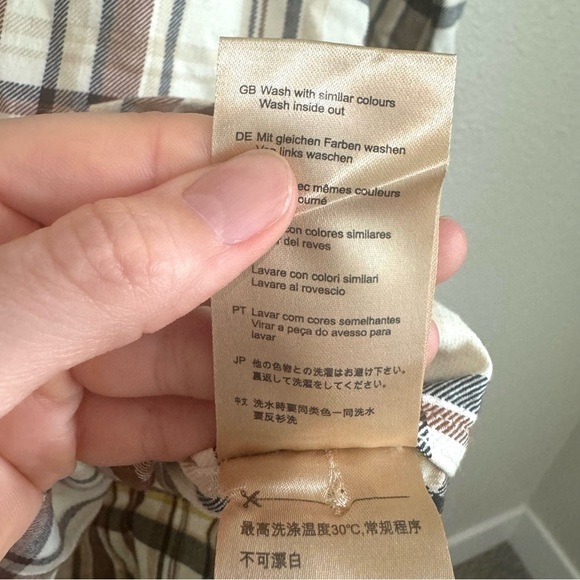 GB Wash with similar colours
Wash inside out
DE Mit gleichen Farben washen
links waschen
mêmes couleurs
con colores similares
del raves
Lavare con colori similari
Lavare al rovescio
PT Lavar com cores semelhantes
Virar a peça do avesso para
lavar
JP 他の色物との洗濯はお避け下さい。
裏返して洗濯をしてください。
中文 洗水時要同类色一同洗水
要反衫洗
最高洗涤温度30°C,常规程序
不可漂白